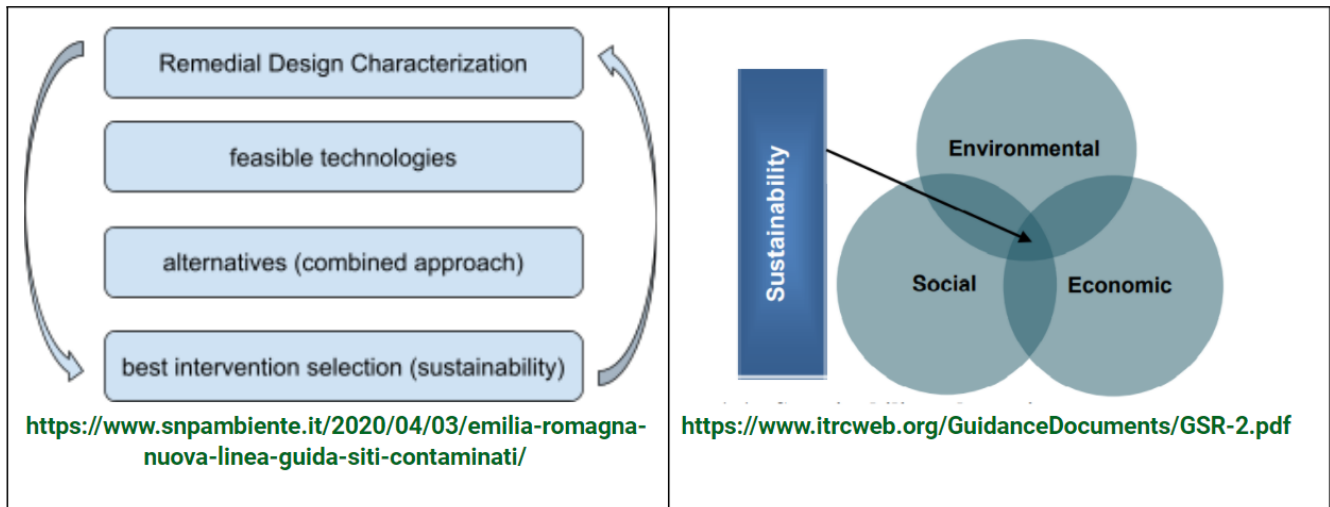 Remedial Design Characterization
feasible technologies
alternatives (combined approach)
best intervention selection (sustainability)
https://www.snpambiente.it/2020/04/03/emilia-romagna-
nuova-linea-guida-siti-contaminati/
Sustainability
Environmental
Social
Economic
https://www.itrcweb.org/GuidanceDocuments/GSR-2.pdf